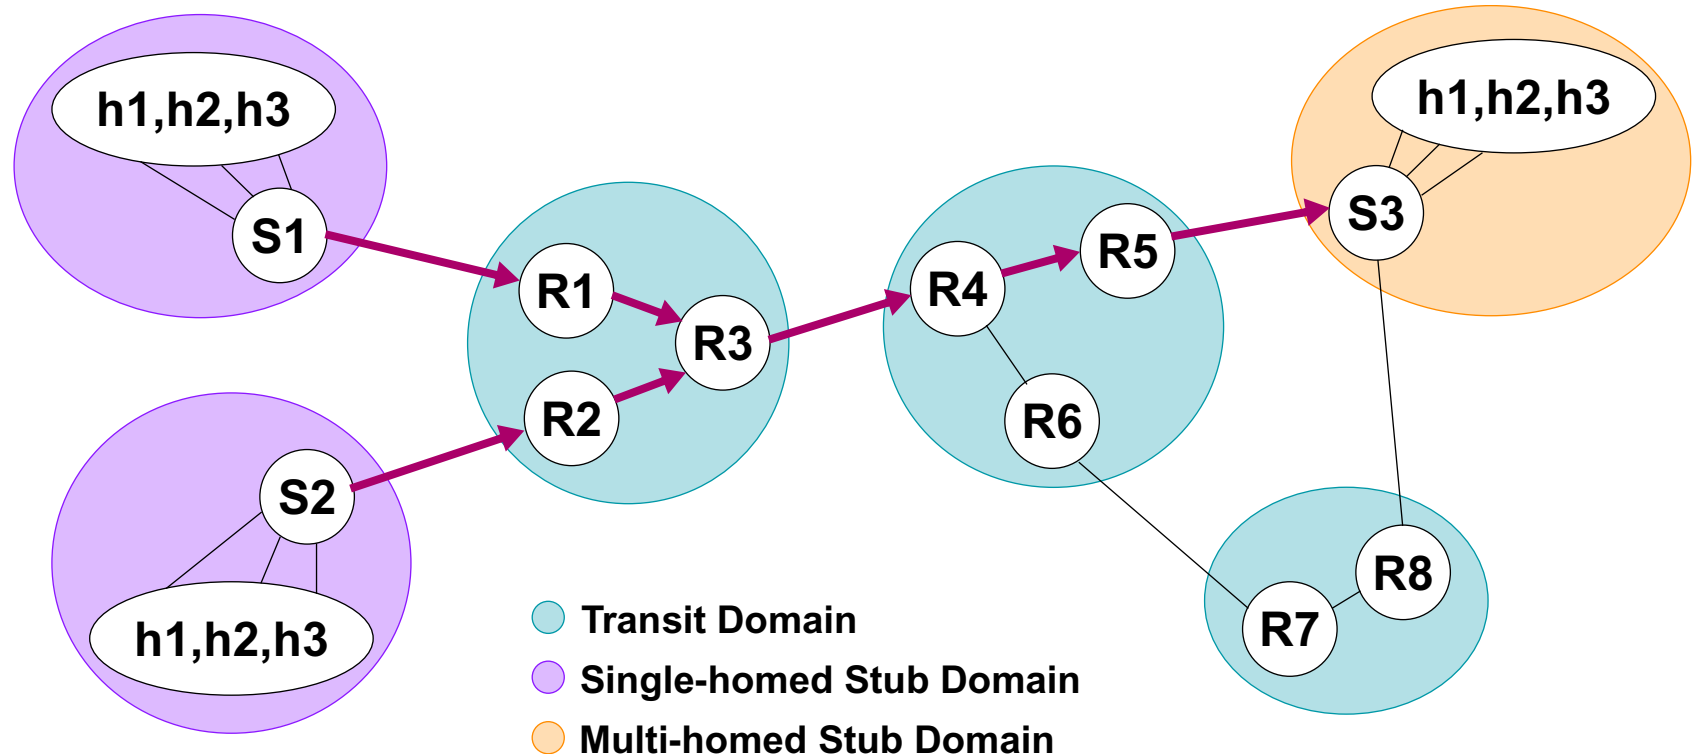 h1,h2,h3
S1
R1
R2
R3
S2
h1,h2,h3
R4
R5
R6
h1,h2,h3
S3
R7
R8
Transit Domain
Single-homed Stub Domain
Multi-homed Stub Domain